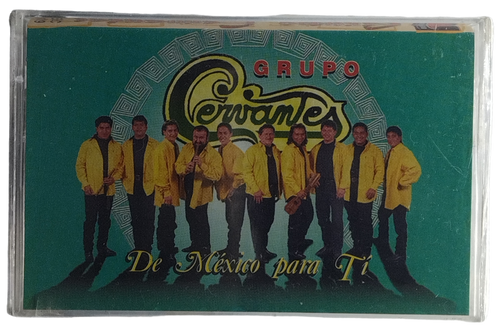 GRUPO
Cervantes
De México para Tí